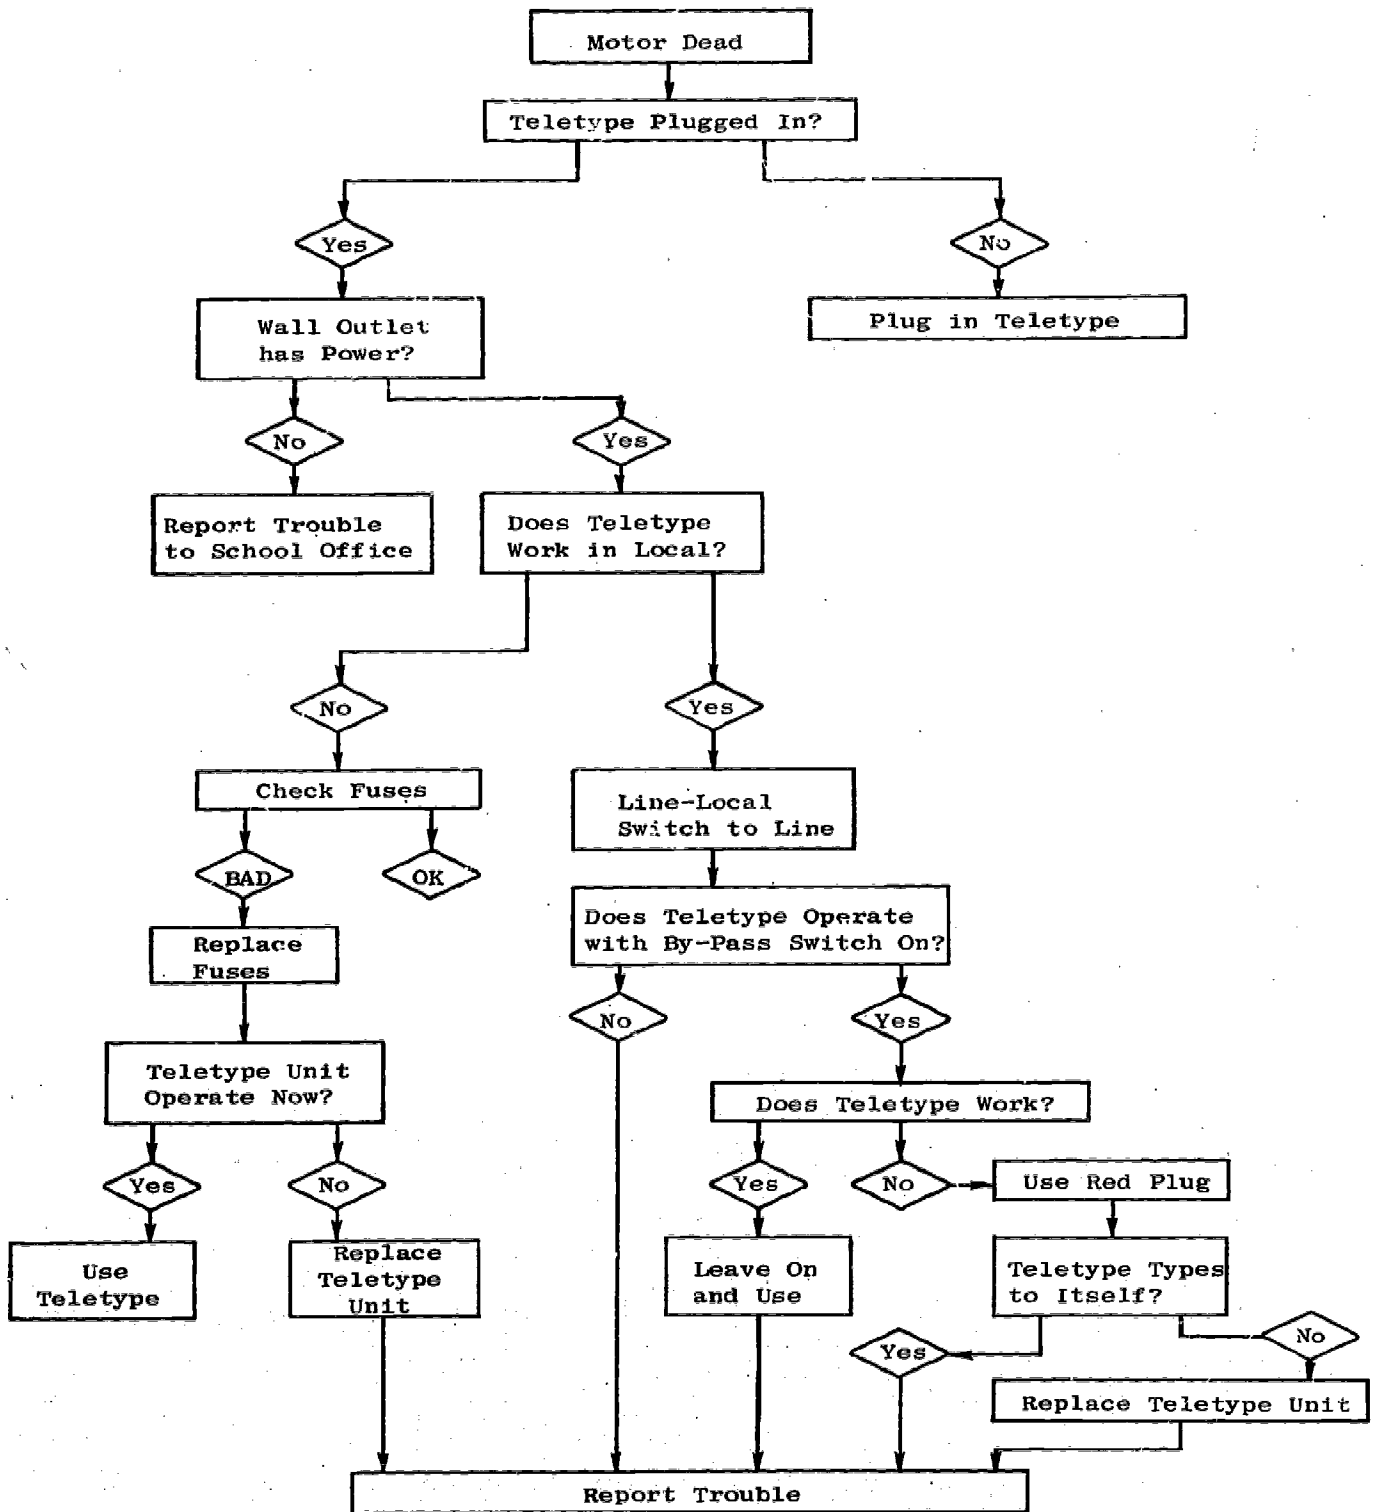 Motor Dead
Teletype Plugged In?
Yes
No
Wall Outlet
has Power?
Plug in Teletype
No
Yes
Report Trouble
to School Office
Does Teletype
Work in Local?
No
Yes
Check Fuses
Line-Local
Switch to Line
BAD
OK
Does Teletype Operate
with By-Pass Switch On?
Replace
Fuses
No
Yes
Teletype Unit
Operate Now?
Does Teletype Work?
Yes
No
Yes
No
Use Red Plug
Use
Teletype
Replace
Teletype
Unit
Leave On
and Use
Teletype Types
to Itself?
Yes
No
Replace Teletype Unit
Report Trouble